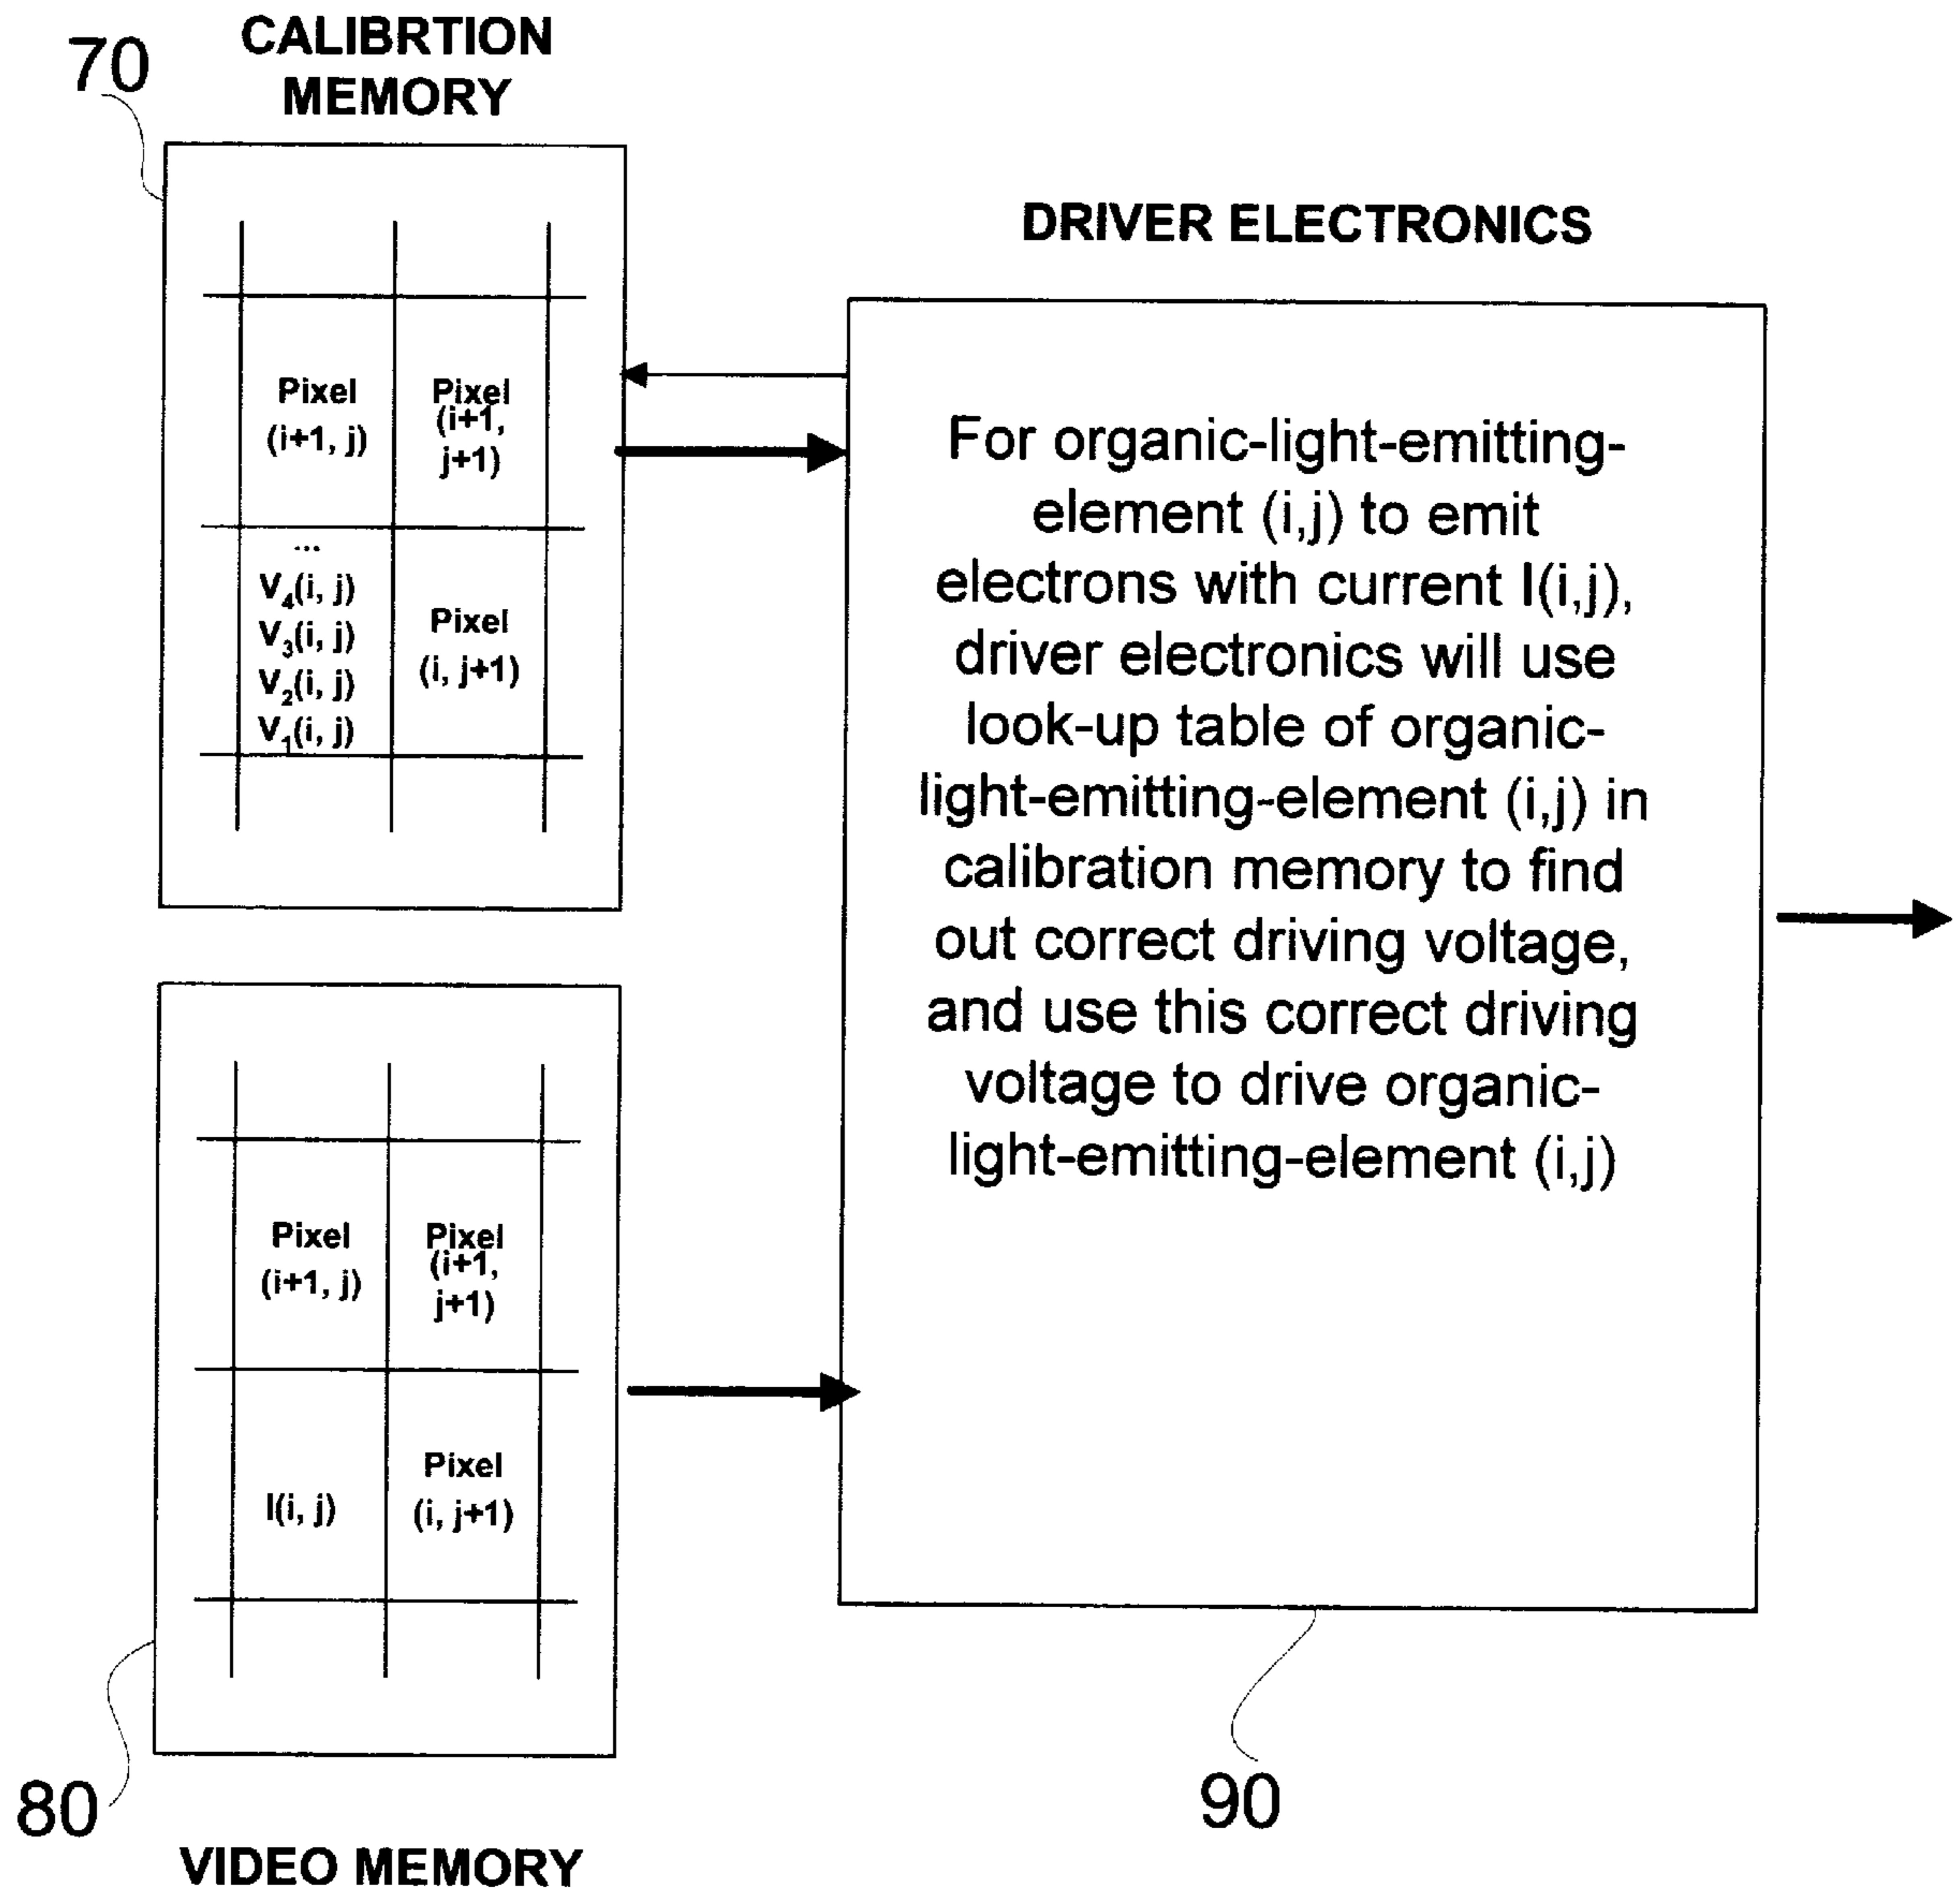 CALIBRTION
MEMORY
70
Pixel
(i+1, j)
Pixel
(i+1,
j+1)
...
V4(i, j)
V3(i, j)
V2(i, j)
V1(i, j)
Pixel
(i, j+1)
DRIVER ELECTRONICS
For organic-light-emitting-
element (i,j) to emit
electrons with current I(i,j),
driver electronics will use
look-up table of organic-
light-emitting-element (i,j) in
calibration memory to find
out correct driving voltage,
and use this correct driving
voltage to drive organic-
light-emitting-element (i,j)
90
Pixel
(i+1, j)
Pixel
(i+1,
j+1)
I(i, j)
Pixel
(i, j+1)
80
VIDEO MEMORY